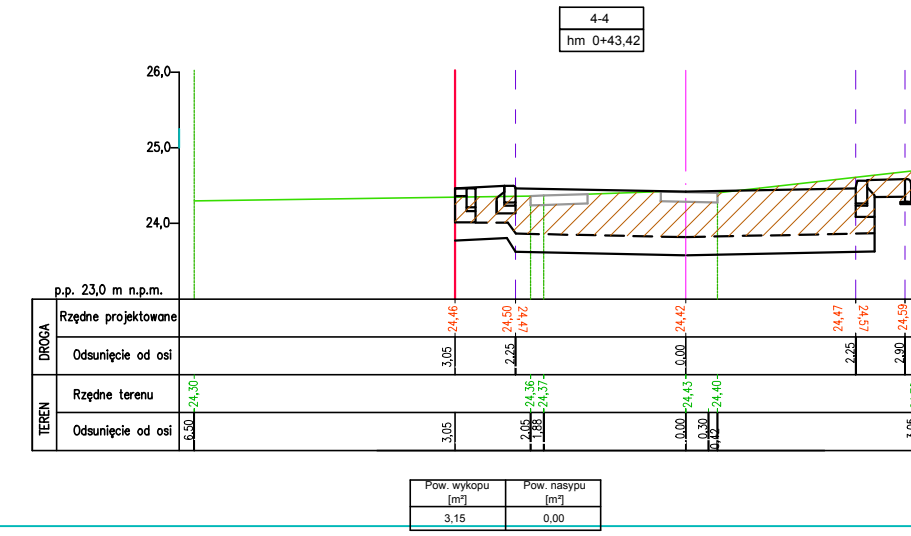 4-4
hm 0+43,42
26,0
25,0
24,0
p.p. 23,0 m n.p.m.
DROGA
Rzędne projektowane
24,46
24,50
24,47
24,42
24,47
24,57
24,59
Odsunięcie od osi
3,05
2,25
0,00
2,25
2,90
TEREN
Rzędne terenu
24,30
24,36
24,37
24,43
24,40
Odsunięcie od osi
6,50
3,05
2,05
1,88
0,00
0,30
0,42
3,05
Pow. wykopu
[m²]
Pow. nasypu
[m²]
3,15
0,00